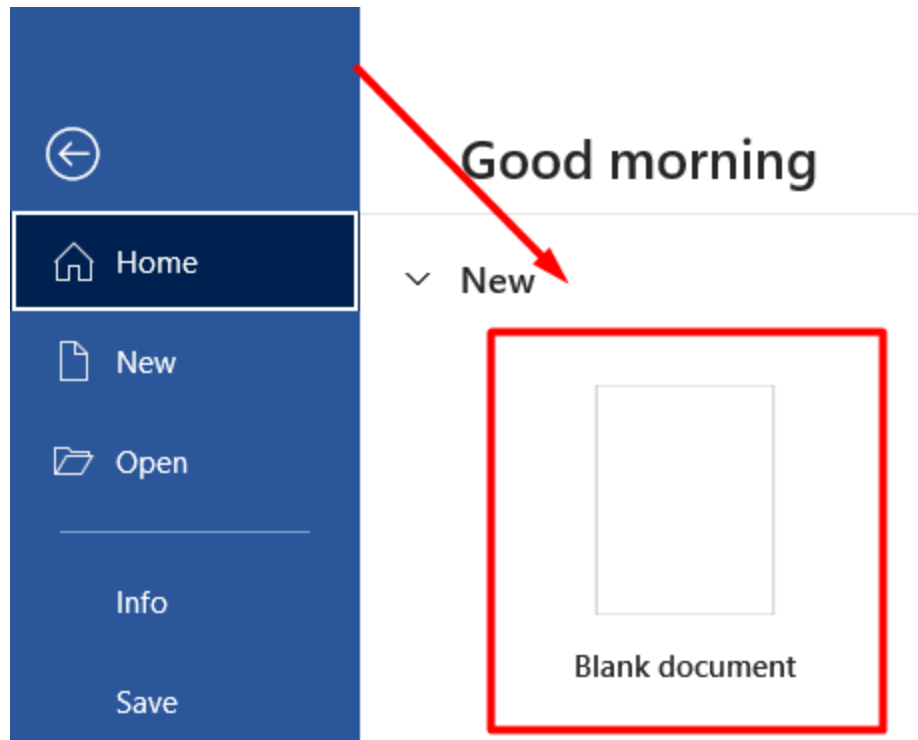 Good morning
Home
New
New
Open
Info
Blank document
Save